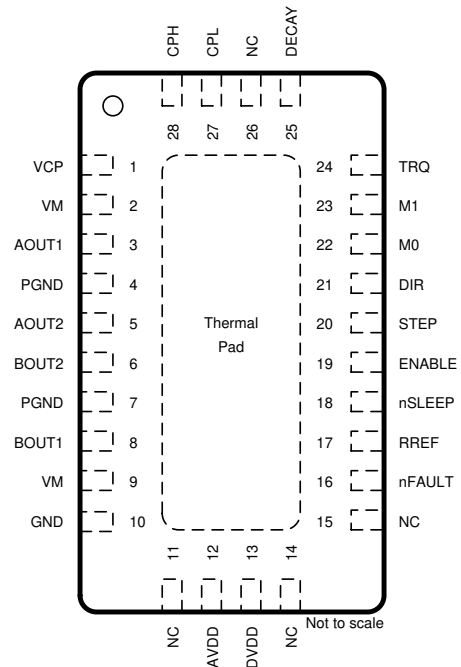 CPH
CPL
NC
DECAY
28
27
26
25
VCP 1
VM 2
AOUT1 3
PGND 4
AOUT2 5
BOUT2 6
PGND 7
BOUT1 8
VM 9
GND 10
Thermal
Pad
24 TRQ
23 M1
22 M0
21 DIR
20 STEP
19 ENABLE
18 nSLEEP
17 RREF
16 nFAULT
15 NC
11
12
13
14
NC
AVDD
DVDD
NC
Not to scale